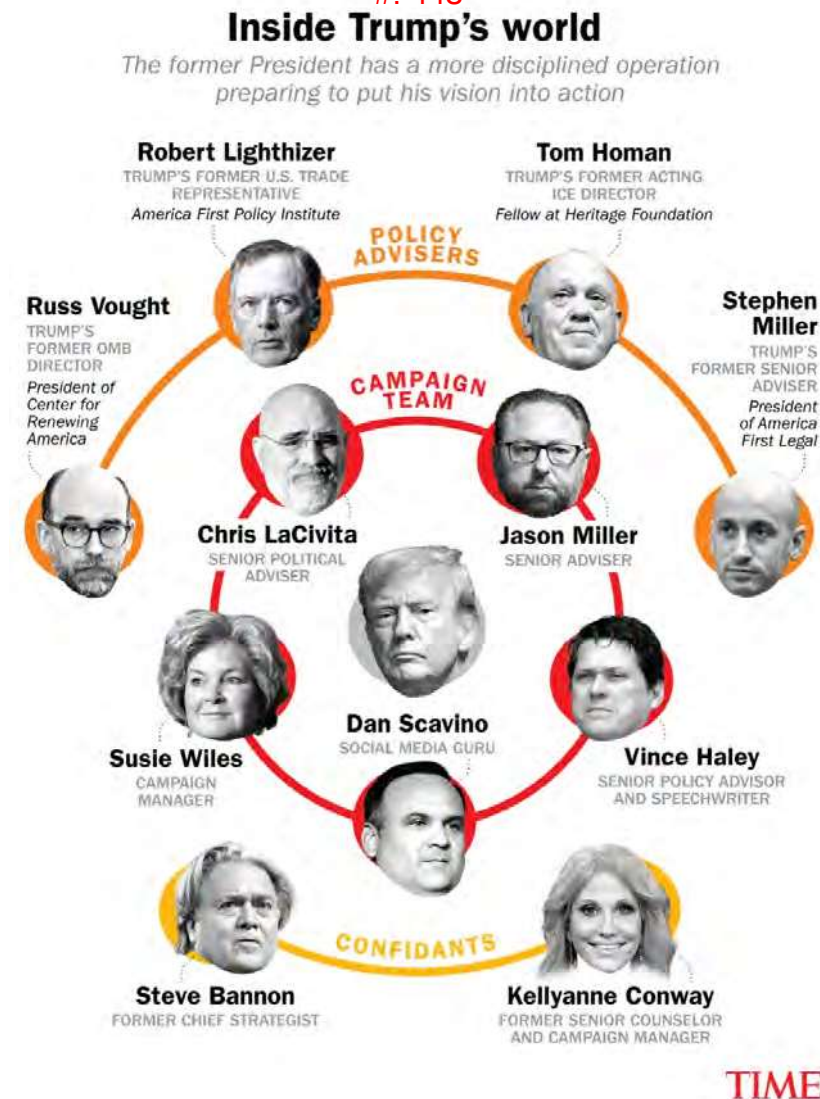 Inside Trump's world
The former President has a more disciplined operation
preparing to put his vision into action
Robert Lighthizer
TRUMP'S FORMER U.S. TRADE
REPRESENTATIVE
America First Policy Institute
Tom Homan
TRUMP'S FORMER ACTING
ICE DIRECTOR
Fellow at Heritage Foundation
POLICY
ADVISERS
Russ Vought
TRUMP'S
FORMER OMB
DIRECTOR
President of
Center for
Renewing
America
Stephen
Miller
TRUMP'S
FORMER SENIOR
ADVISER
President
of America
First Legal
CAMPAIGN
TEAM
Chris LaCivita
SENIOR POLITICAL
ADVISER
Jason Miller
SENIOR ADVISER
Susie Wiles
CAMPAIGN
MANAGER
Dan Scavino
SOCIAL MEDIA GURU
Vince Haley
SENIOR POLICY ADVISOR
AND SPEECHWRITER
CONFIDANTS
Steve Bannon
FORMER CHIEF STRATEGIST
Kellyanne Conway
FORMER SENIOR COUNSELOR
AND CAMPAIGN MANAGER
TIME